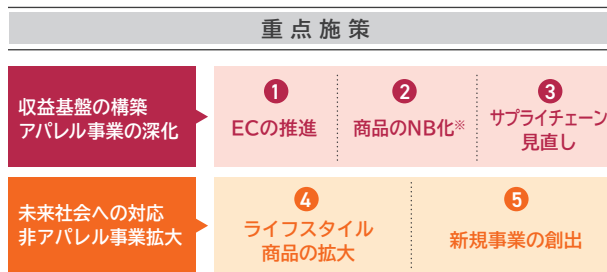 重点施策
収益基盤の構築
アパレル事業の深化
1
ECの推進
2
商品のNB化※
3
サプライチェーン
見直し
未来社会への対応
非アパレル事業拡大
4
ライフスタイル
商品の拡大
5
新規事業の創出